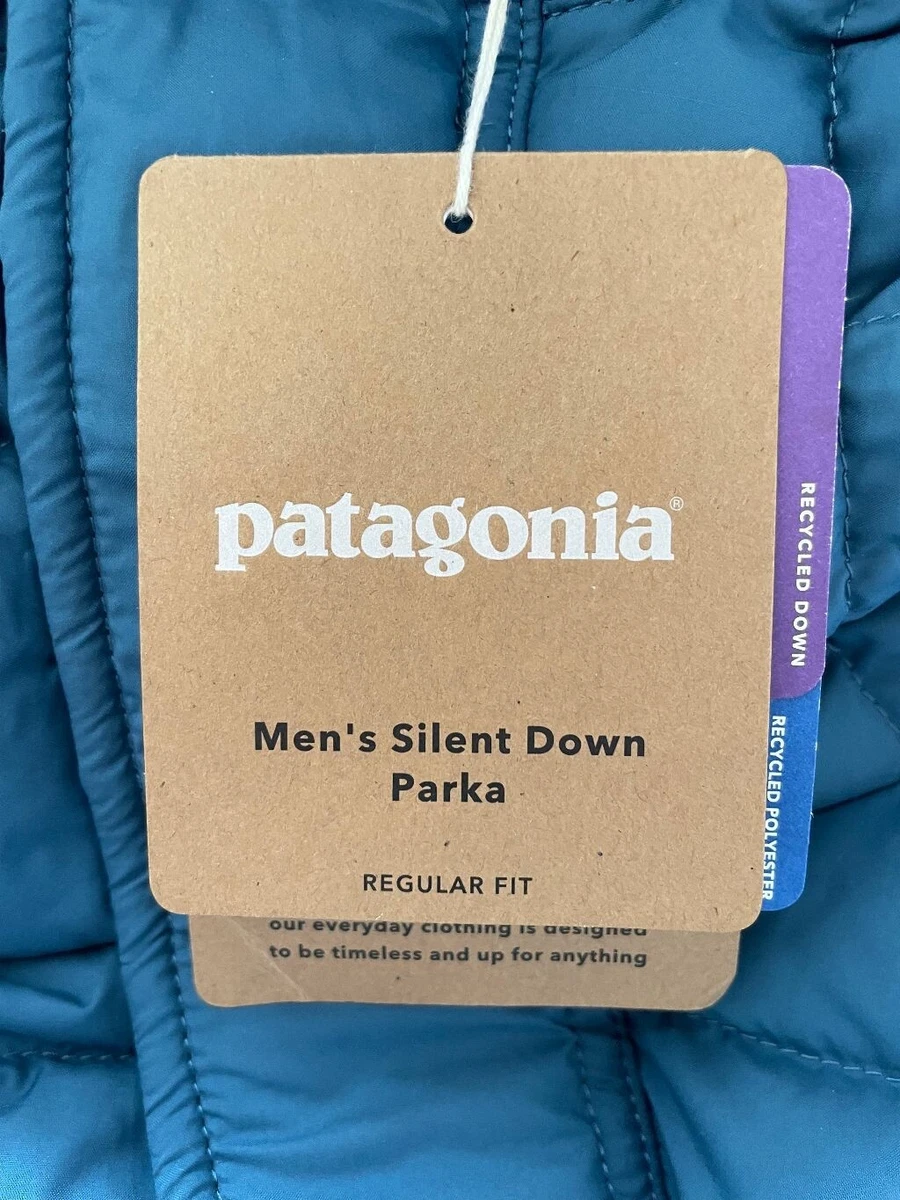 patagonia®
Men's Silent Down
Parka
REGULAR FIT
our everyday clothing is designed
to be timeless and up for anything
RECYCLED DOWN
RECYCLED POLYESTER